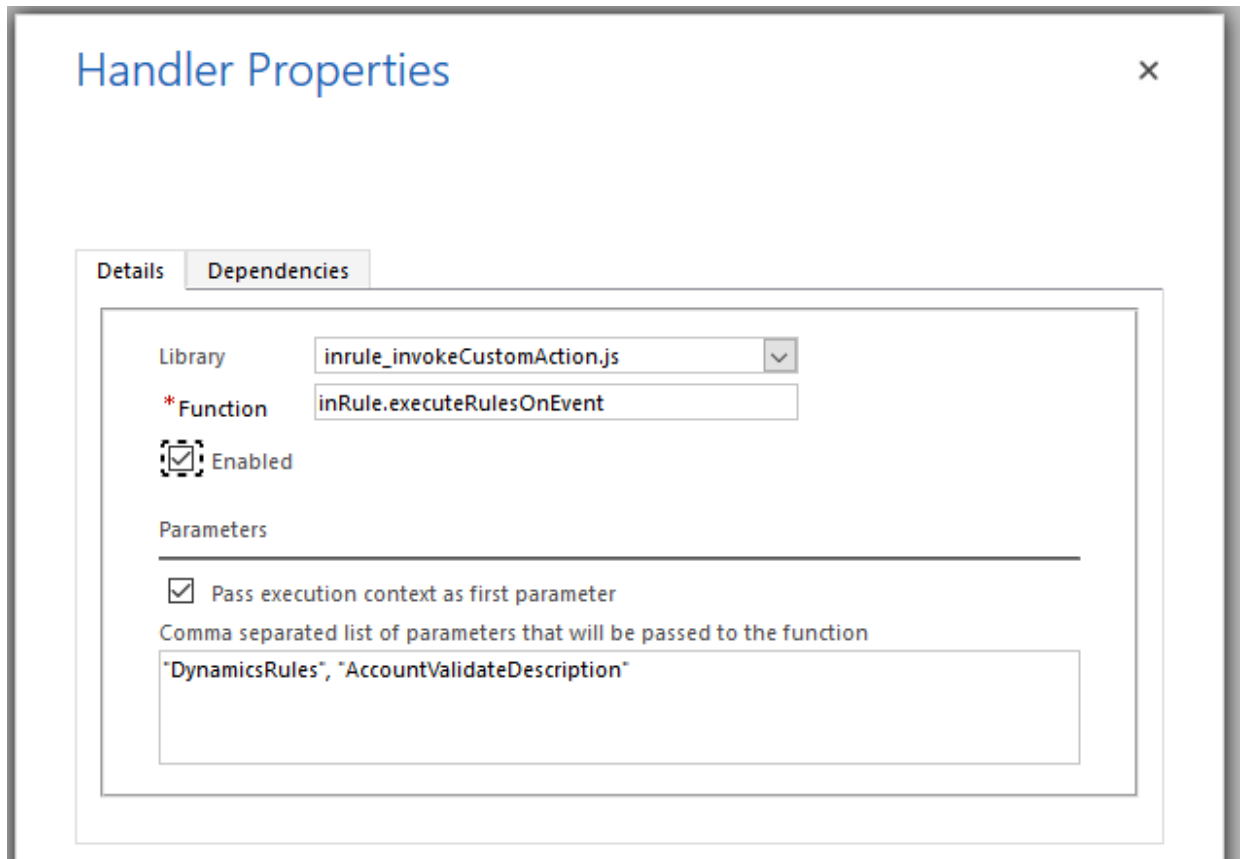 Handler Properties
Details
Dependencies
Library
inrule_invokeCustomAction.js
*Function
inRule.executeRulesOnEvent
Enabled
Parameters
Pass execution context as first parameter
Comma separated list of parameters that will be passed to the function
"DynamicsRules", "AccountValidateDescription"